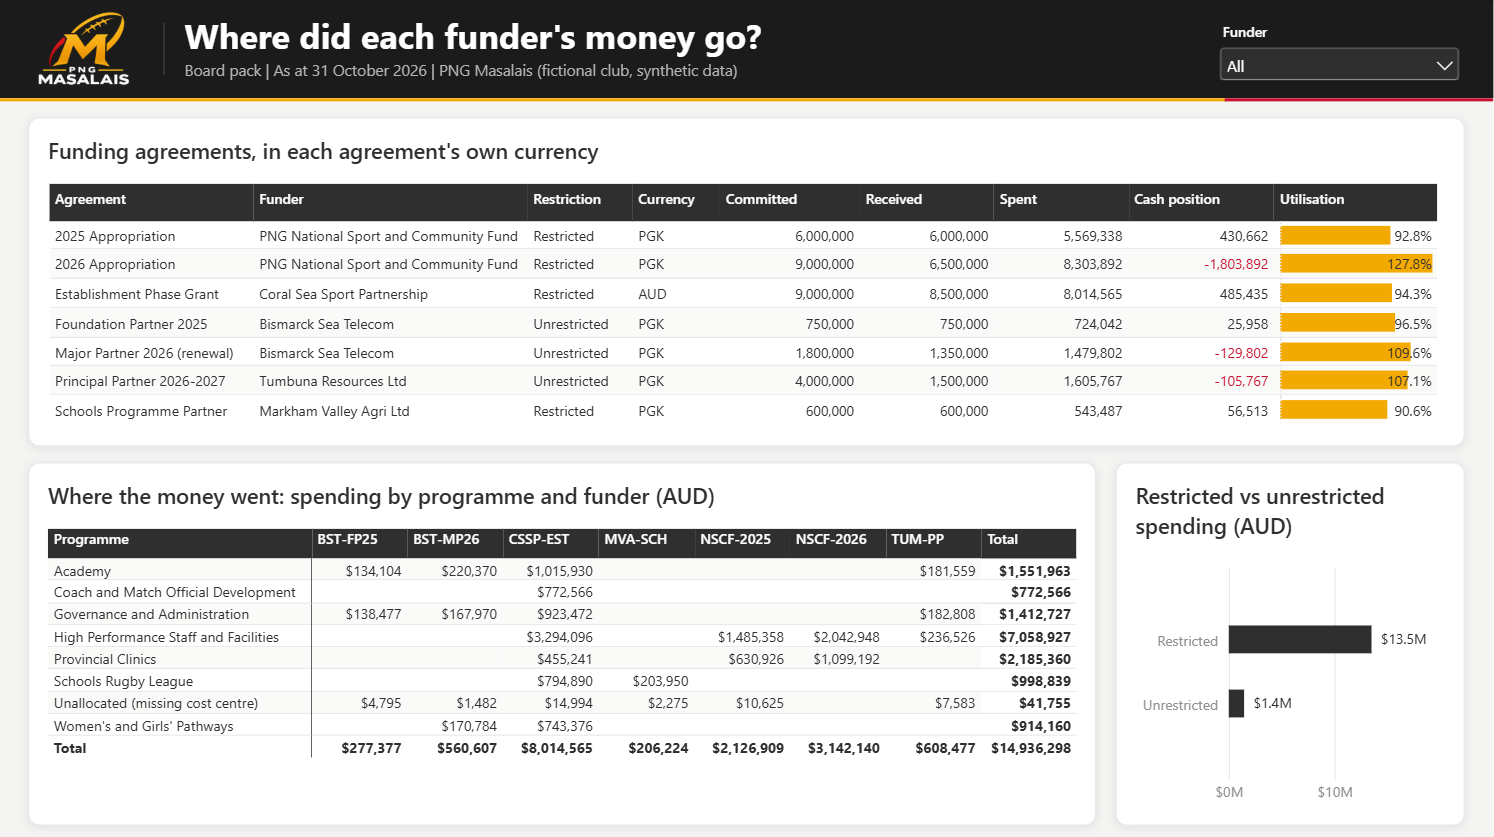 PNG
MASALAIS
Where did each funder's money go?
Board pack | As at 31 October 2026 | PNG Masalais (fictional club, synthetic data)
Funder
All
Funding agreements, in each agreement's own currency
Agreement Funder Restriction Currency Committed Received Spent Cash position Utilisation
2025 Appropriation PNG National Sport and Community Fund Restricted PGK 6,000,000 6,000,000 5,569,338 430,662 92.8%
2026 Appropriation PNG National Sport and Community Fund Restricted PGK 9,000,000 6,500,000 8,303,892 -1,803,892 127.8%
Establishment Phase Grant Coral Sea Sport Partnership Restricted AUD 9,000,000 8,500,000 8,014,565 485,435 94.3%
Foundation Partner 2025 Bismarck Sea Telecom Unrestricted PGK 750,000 750,000 724,042 25,958 96.5%
Major Partner 2026 (renewal) Bismarck Sea Telecom Unrestricted PGK 1,800,000 1,350,000 1,479,802 -129,802 109.6%
Principal Partner 2026-2027 Tumbuna Resources Ltd Unrestricted PGK 4,000,000 1,500,000 1,605,767 -105,767 107.1%
Schools Programme Partner Markham Valley Agri Ltd Restricted PGK 600,000 600,000 543,487 56,513 90.6%
Where the money went: spending by programme and funder (AUD)
Programme BST-FP25 BST-MP26 CSSP-EST MVA-SCH NSCF-2025 NSCF-2026 TUM-PP Total
Academy $134,104 $220,370 $1,015,930 $181,559 $1,551,963
Coach and Match Official Development $772,566 $772,566
Governance and Administration $138,477 $167,970 $923,472 $182,808 $1,412,727
High Performance Staff and Facilities $3,294,096 $1,485,358 $2,042,948 $236,526 $7,058,927
Provincial Clinics $455,241 $630,926 $1,099,192 $2,185,360
Schools Rugby League $794,890 $203,950 $998,839
Unallocated (missing cost centre) $4,795 $1,482 $14,994 $2,275 $10,625 $7,583 $41,755
Women's and Girls' Pathways $170,784 $743,376 $914,160
Total $277,377 $560,607 $8,014,565 $206,224 $2,126,909 $3,142,140 $608,477 $14,936,298
Restricted vs unrestricted
spending (AUD)
Restricted $13.5M
Unrestricted $1.4M
$0M $10M